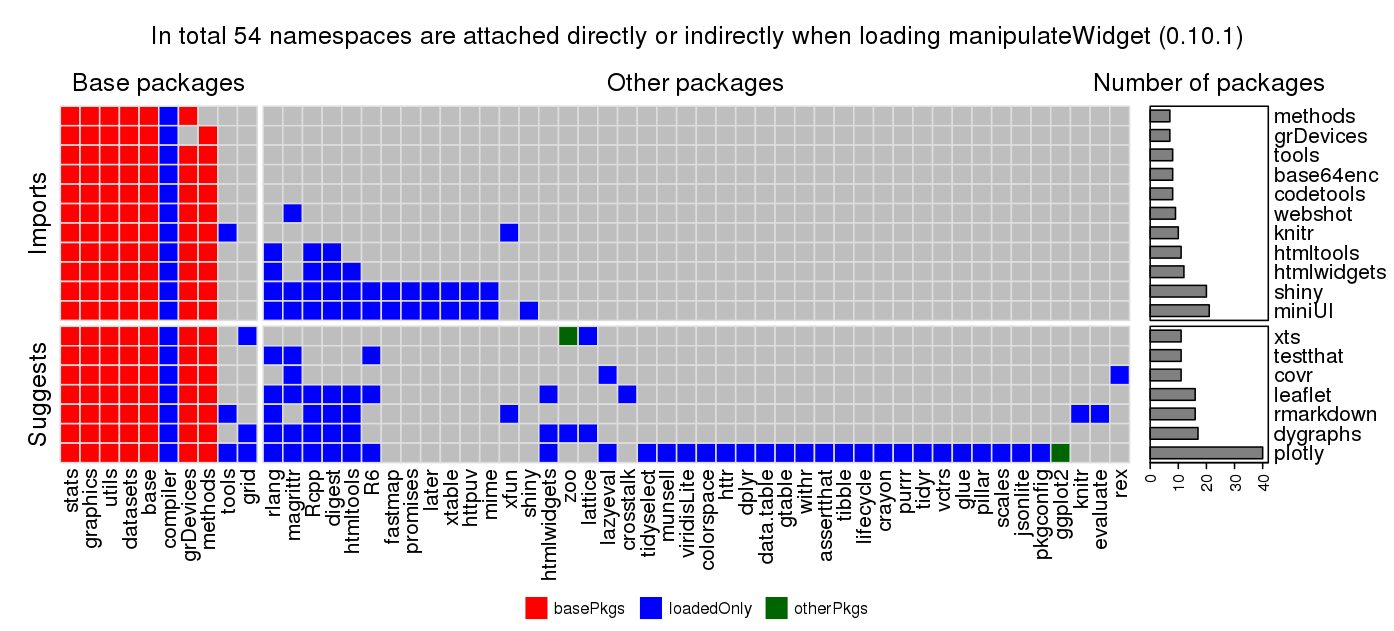 In total 54 namespaces are attached directly or indirectly when loading manipulateWidget (0.10.1)
Base packages
Other packages
Number of packages
Imports
methods
grDevices
tools
base64enc
codetools
webshot
knitr
htmltools
htmlwidgets
shiny
miniUI
Suggests
xts
testthat
covr
leaflet
rmarkdown
dygraphs
plotly
stats
graphics
utils
datasets
base
compiler
grDevices
methods
tools
grid
rlang
magrittr
Rcpp
digest
htmltools
R6
fastmap
promises
later
xtable
httpuv
mime
xfun
shiny
htmlwidgets
zoo
lattice
lazyeval
crosstalk
tidyselect
munsell
viridisLite
colorspace
httr
dplyr
data.table
gtable
withr
assertthat
tibble
lifecycle
crayon
purrr
tidyr
vctrs
glue
pillar
scales
jsonlite
pkgconfig
ggplot2
knitr
evaluate
rex
0
10
20
30
40
basePkgs
loadedOnly
otherPkgs